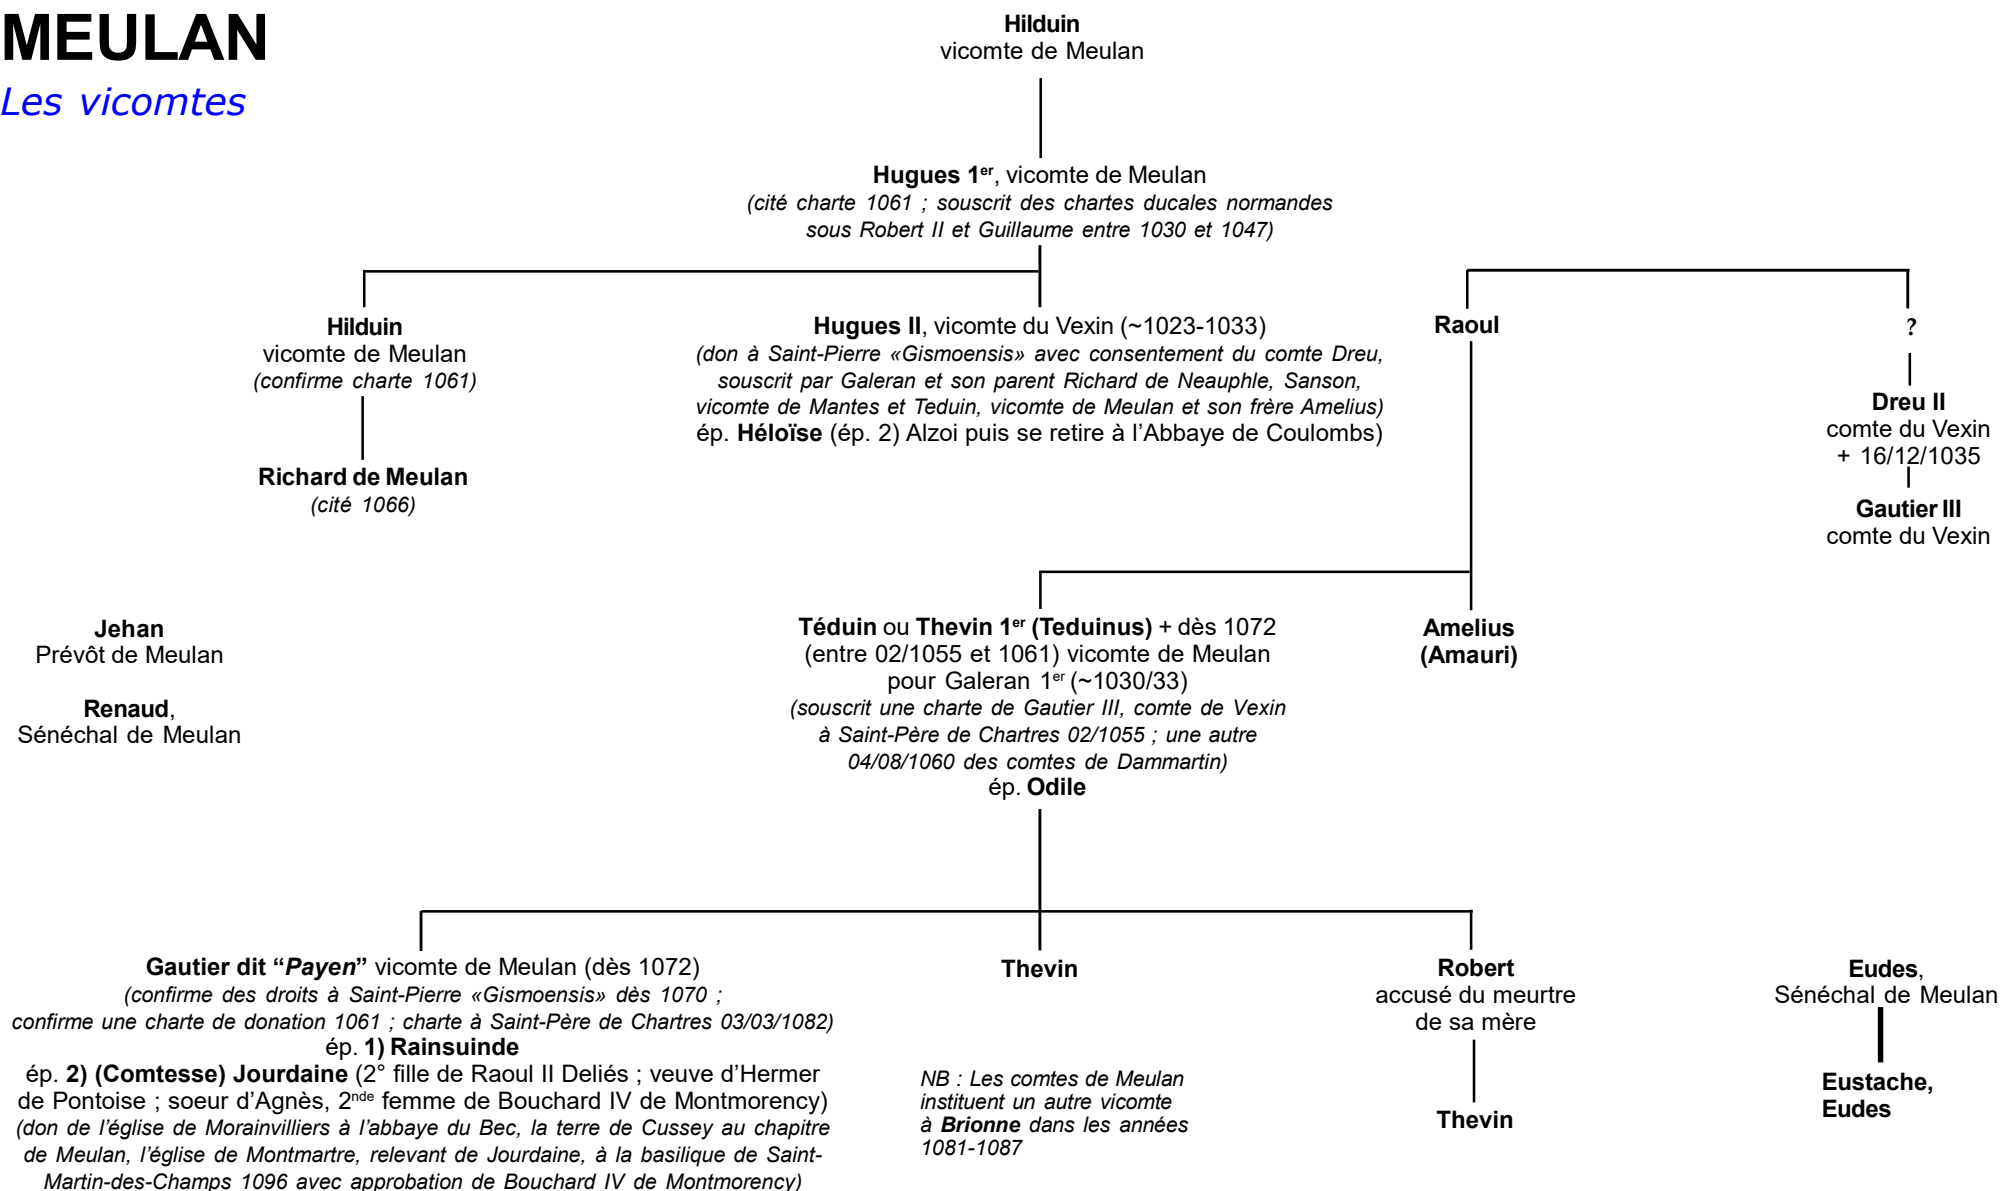 MEULAN
Les vicomtes
Hilduin
vicomte de Meulan
Hugues 1er, vicomte de Meulan
(cité charte 1061 ; souscrit des chartes ducales normandes
sous Robert II et Guillaume entre 1030 et 1047)
Hilduin
vicomte de Meulan
(confirme charte 1061)
Richard de Meulan
(cité 1066)
Hugues II, vicomte du Vexin (~1023-1033)
(don à Saint-Pierre «Gismoensis» avec consentement du comte Dreu,
souscrit par Galeran et son parent Richard de Neauphle, Sanson,
vicomte de Mantes et Teduin, vicomte de Meulan et son frère Amelius)
ép. Héloïse (ép. 2) Alzoi puis se retire à l’Abbaye de Coulombs)
Raoul
?
Dreu II
comte du Vexin
+ 16/12/1035
Gautier III
comte du Vexin
Jehan
Prévôt de Meulan
Renaud,
Sénéchal de Meulan
Téduin ou Thevin 1er (Teduinus) + dès 1072
(entre 02/1055 et 1061) vicomte de Meulan
pour Galeran 1er (~1030/33)
(souscrit une charte de Gautier III, comte de Vexin
à Saint-Père de Chartres 02/1055 ; une autre
04/08/1060 des comtes de Dammartin)
ép. Odile
Amelius
(Amauri)
Gautier dit “Payen” vicomte de Meulan (dès 1072)
(confirme des droits à Saint-Pierre «Gismoensis» dès 1070 ;
confirme une charte de donation 1061 ; charte à Saint-Père de Chartres 03/03/1082)
ép. 1) Rainsuinde
ép. 2) (Comtesse) Jourdaine (2° fille de Raoul II Deliés ; veuve d’Hermer
de Pontoise ; soeur d’Agnès, 2nde femme de Bouchard IV de Montmorency)
(don de l’église de Morainvilliers à l’abbaye du Bec, la terre de Cussey au chapitre
de Meulan, l’église de Montmartre, relevant de Jourdaine, à la basilique de Saint-
Martin-des-Champs 1096 avec approbation de Bouchard IV de Montmorency)
Thevin
NB : Les comtes de Meulan
instituent un autre vicomte
à Brionne dans les années
1081-1087
Robert
accusé du meurtre
de sa mère
Thevin
Eudes,
Sénéchal de Meulan
Eustache,
Eudes